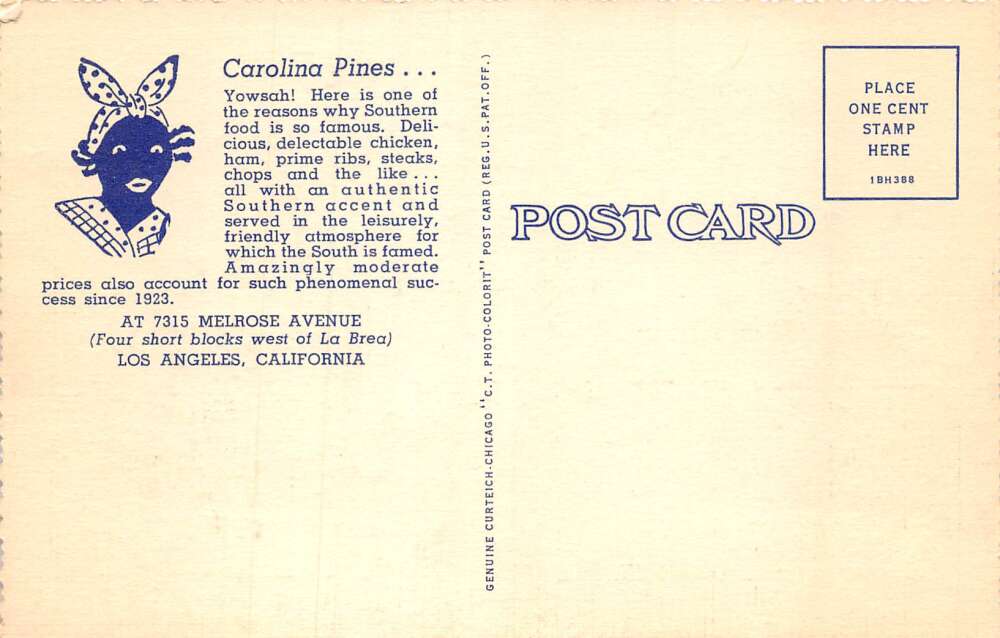 Carolina Pines . . .
Yowsah! Here is one of
the reasons why Southern
food is so famous. Deli-
cious, delectable chicken,
ham, prime ribs, steaks,
chops and the like . . .
all with an authentic
Southern accent and
served in the leisurely,
friendly atmosphere for
which the South is famed.
Amazingly moderate
prices also account for such phenomenal suc-
cess since 1923.
AT 7315 MELROSE AVENUE
(Four short blocks west of La Brea)
LOS ANGELES, CALIFORNIA
GENUINE CURTEICH-CHICAGO "C.T. PHOTO-COLORIT" POST CARD (REG. U.S. PAT. OFF.)
POST CARD
PLACE
ONE CENT
STAMP
HERE
1BH388